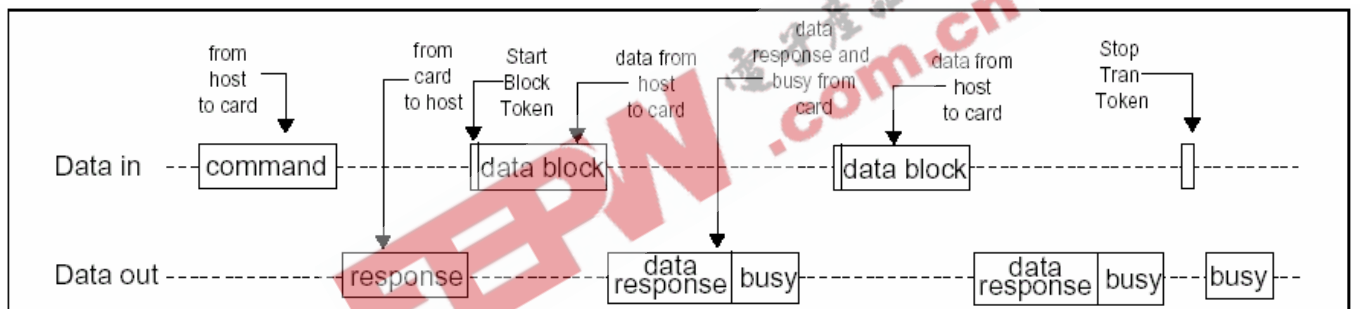 from
host
to card
from
card
to host
Start
Block
Token
data from
host
to card
data
response and
busy from
card
data from
host
to card
Stop
Tran
Token
Data in
command
data block
data block
Data out
response
data
response
busy
data
response
busy
busy
EEPW
.com.cn